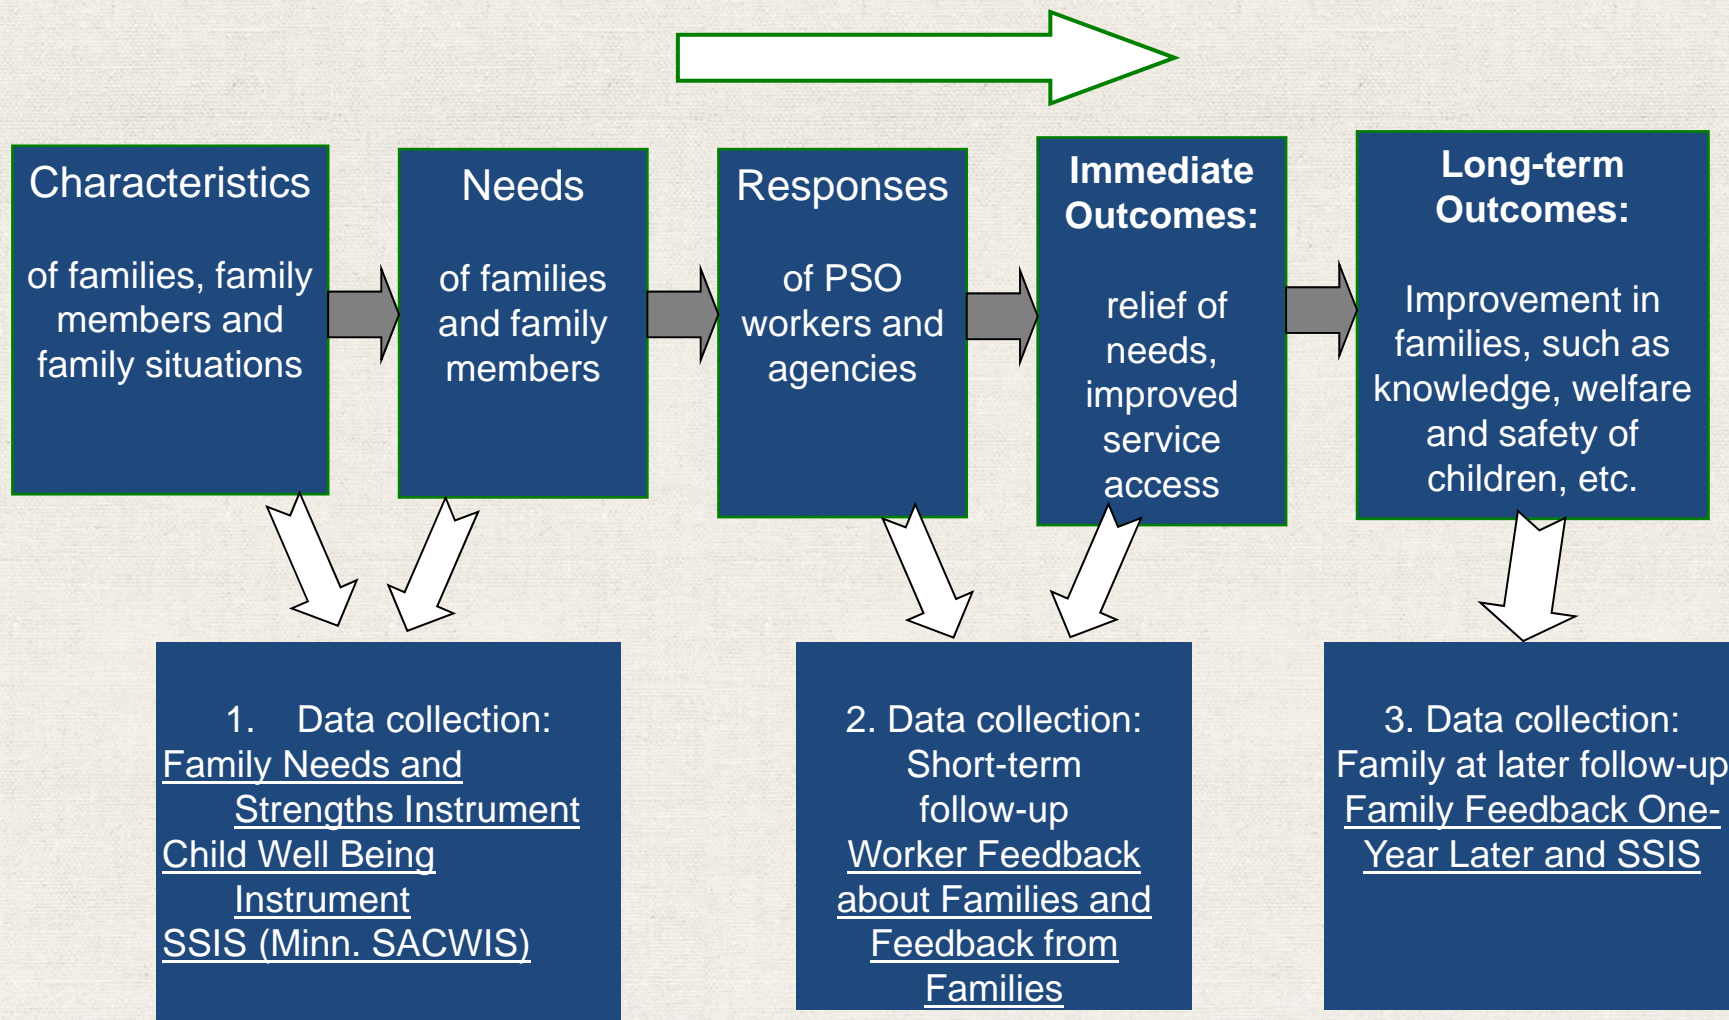 Characteristics
of families, family
members and
family situations
Needs
of families
and family
members
Responses
of PSO
workers and
agencies
Immediate
Outcomes:
relief of
needs,
improved
service
access
Long-term
Outcomes:
Improvement in
families, such as
knowledge, welfare
and safety of
children, etc.
1. Data collection:
Family Needs and
Strengths Instrument
Child Well Being
Instrument
SSIS (Minn. SACWIS)
2. Data collection:
Short-term
follow-up
Worker Feedback
about Families and
Feedback from
Families
3. Data collection:
Family at later follow-up
Family Feedback One-
Year Later and SSIS